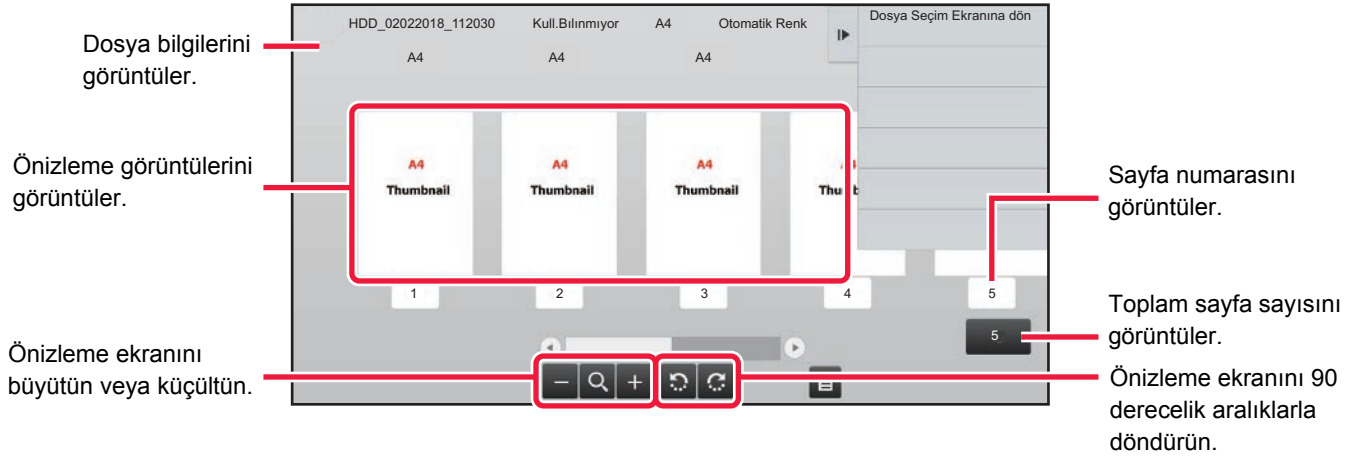 HDD_02022018_112030 Kull.Bılınmıyor A4 Otomatik Renk
Dosya Seçim Ekranına dön
A4 A4 A4
Dosya bilgilerini
görüntüler.
Önizleme görüntülerini
görüntüler.
A4 A4 A4
Thumbnail Thumbnail Thumbnail
1 2 3 4 5
5
Önizleme ekranını
büyütün veya küçültün.
Sayfa numarasını
görüntüler.
Toplam sayfa sayısını
görüntüler.
Önizleme ekranını 90
derecelik aralıklarla
döndürün.